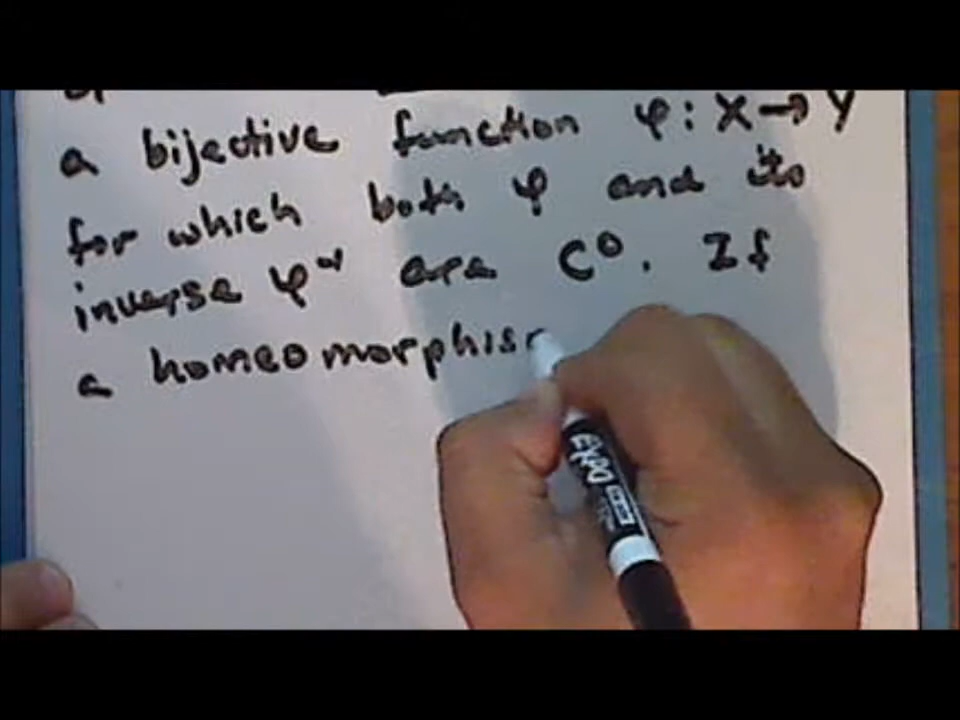 a bijective function φ: X → Y
for which both φ and its
inverse φ⁻¹ are C⁰. If
a homeomorphis
EXPO